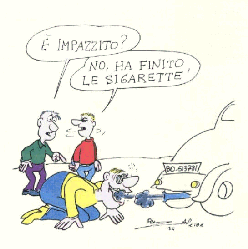 È IMPAZZITO?
NO, HA FINITO
LE SIGARETTE